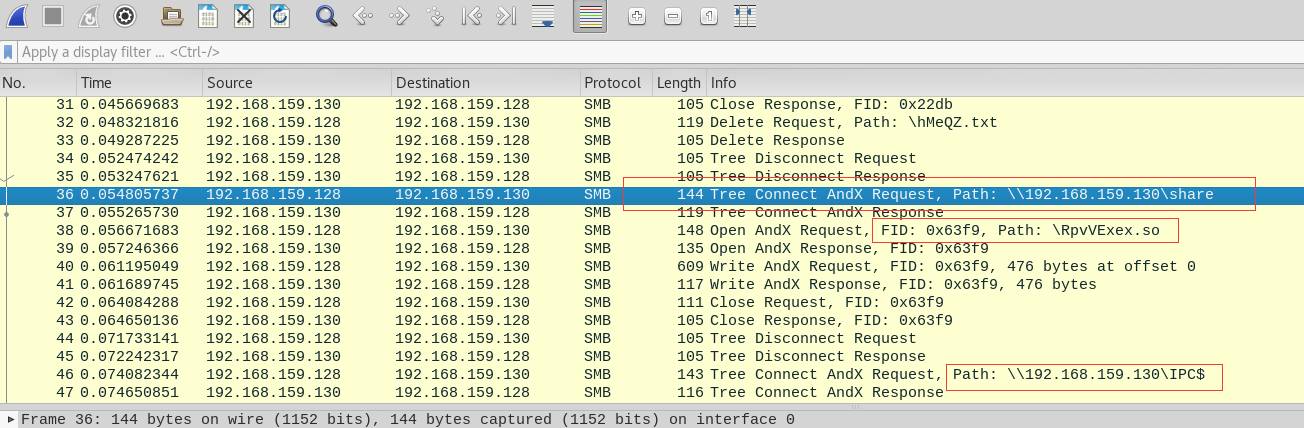 Apply a display filter ... <Ctrl-/>
No. Time Source Destination Protocol Length Info
31 0.045669683 192.168.159.130 192.168.159.128 SMB 105 Close Response, FID: 0x22db
32 0.048321816 192.168.159.128 192.168.159.130 SMB 119 Delete Request, Path: \hMeQZ.txt
33 0.049287225 192.168.159.130 192.168.159.128 SMB 105 Delete Response
34 0.052474242 192.168.159.128 192.168.159.130 SMB 105 Tree Disconnect Request
35 0.053247621 192.168.159.130 192.168.159.128 SMB 105 Tree Disconnect Response
36 0.054805737 192.168.159.128 192.168.159.130 SMB 144 Tree Connect AndX Request, Path: \\192.168.159.130\share
37 0.055265730 192.168.159.130 192.168.159.128 SMB 119 Tree Connect AndX Response
38 0.056671683 192.168.159.128 192.168.159.130 SMB 148 Open AndX Request, FID: 0x63f9, Path: \RpvVExex.so
39 0.057246366 192.168.159.130 192.168.159.128 SMB 135 Open AndX Response, FID: 0x63f9
40 0.061195049 192.168.159.128 192.168.159.130 SMB 609 Write AndX Request, FID: 0x63f9, 476 bytes at offset 0
41 0.061689745 192.168.159.130 192.168.159.128 SMB 117 Write AndX Response, FID: 0x63f9, 476 bytes
42 0.064084288 192.168.159.128 192.168.159.130 SMB 111 Close Request, FID: 0x63f9
43 0.064650136 192.168.159.130 192.168.159.128 SMB 105 Close Response, FID: 0x63f9
44 0.071733141 192.168.159.128 192.168.159.130 SMB 105 Tree Disconnect Request
45 0.072242317 192.168.159.130 192.168.159.128 SMB 105 Tree Disconnect Response
46 0.074082344 192.168.159.128 192.168.159.130 SMB 143 Tree Connect AndX Request, Path: \\192.168.159.130\IPC$
47 0.074650851 192.168.159.130 192.168.159.128 SMB 116 Tree Connect AndX Response
Frame 36: 144 bytes on wire (1152 bits), 144 bytes captured (1152 bits) on interface 0